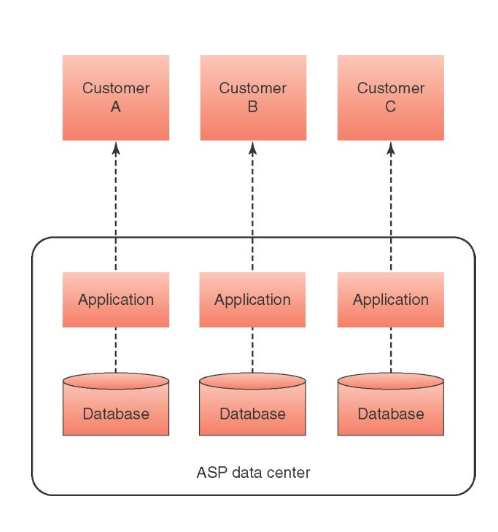 Customer
A
Customer
B
Customer
C
Application
Application
Application
Database
Database
Database
ASP data center